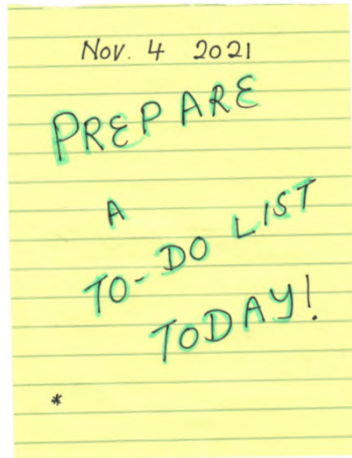 Nov. 4 2021
PREPARE
A
TO-DO LIST
TODAY!
*